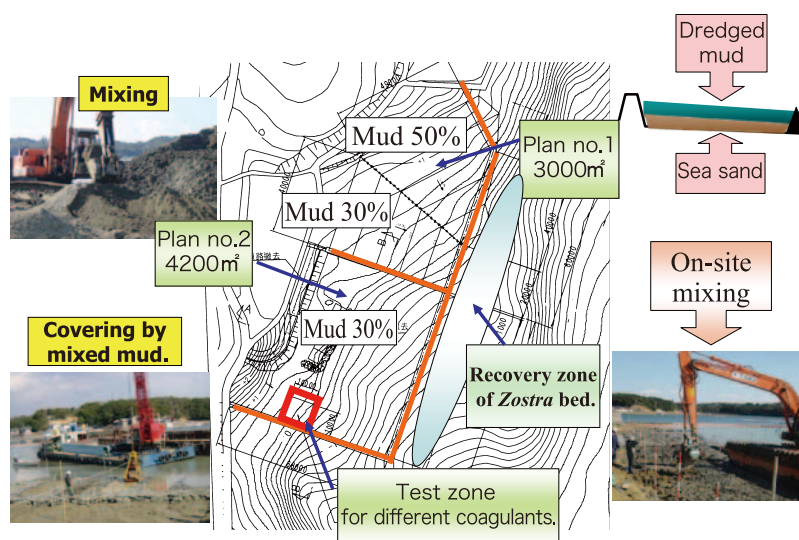 Mixing
Mud 50%
Plan no.1
3000㎡
Dredged
mud
Sea sand
Mud 30%
Plan no.2
4200㎡
On-site
mixing
Mud 30%
Covering by
mixed mud.
Recovery zone
of Zostra bed.
Test zone
for different coagulants.